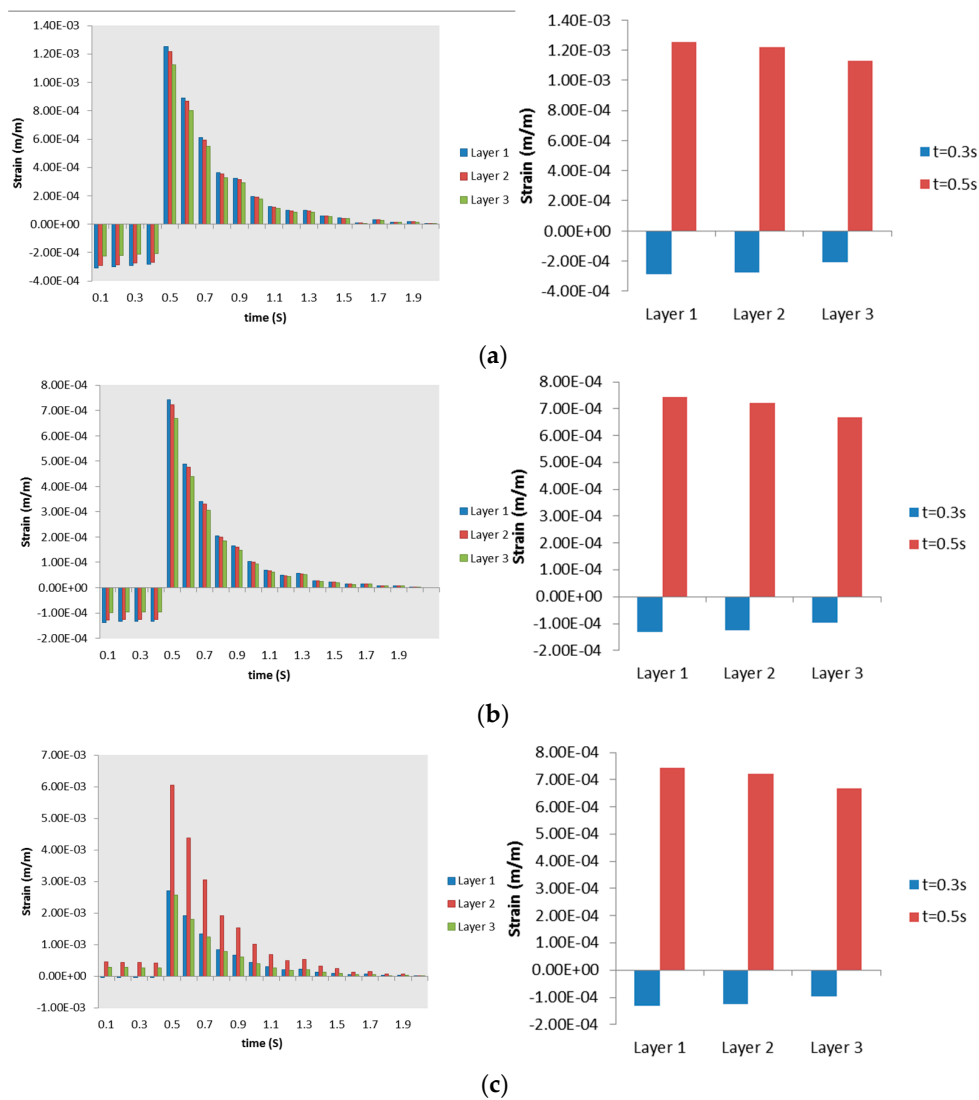 Strain (m/m)
1.40E-03
1.20E-03
1.00E-03
8.00E-04
6.00E-04
4.00E-04
2.00E-04
0.00E+00
-2.00E-04
-4.00E-04
0.1 0.3 0.5 0.7 0.9 1.1 1.3 1.5 1.7 1.9
time (S)
Layer 1
Layer 2
Layer 3
Strain (m/m)
1.40E-03
1.20E-03
1.00E-03
8.00E-04
6.00E-04
4.00E-04
2.00E-04
0.00E+00
-2.00E-04
-4.00E-04
Layer 1 Layer 2 Layer 3
t=0.3s
t=0.5s
(a)
Strain (m/m)
8.00E-04
7.00E-04
6.00E-04
5.00E-04
4.00E-04
3.00E-04
2.00E-04
1.00E-04
0.00E+00
-1.00E-04
-2.00E-04
0.1 0.3 0.5 0.7 0.9 1.1 1.3 1.5 1.7 1.9
time (S)
Layer 1
Layer 2
Layer 3
Strain (m/m)
8.00E-04
7.00E-04
6.00E-04
5.00E-04
4.00E-04
3.00E-04
2.00E-04
1.00E-04
0.00E+00
-1.00E-04
-2.00E-04
Layer 1 Layer 2 Layer 3
t=0.3s
t=0.5s
(b)
Strain (m/m)
7.00E-03
6.00E-03
5.00E-03
4.00E-03
3.00E-03
2.00E-03
1.00E-03
0.00E+00
-1.00E-03
0.1 0.3 0.5 0.7 0.9 1.1 1.3 1.5 1.7 1.9
time (S)
Layer 1
Layer 2
Layer 3
Strain (m/m)
8.00E-04
7.00E-04
6.00E-04
5.00E-04
4.00E-04
3.00E-04
2.00E-04
1.00E-04
0.00E+00
-1.00E-04
-2.00E-04
Layer 1 Layer 2 Layer 3
t=0.3s
t=0.5s
(c)